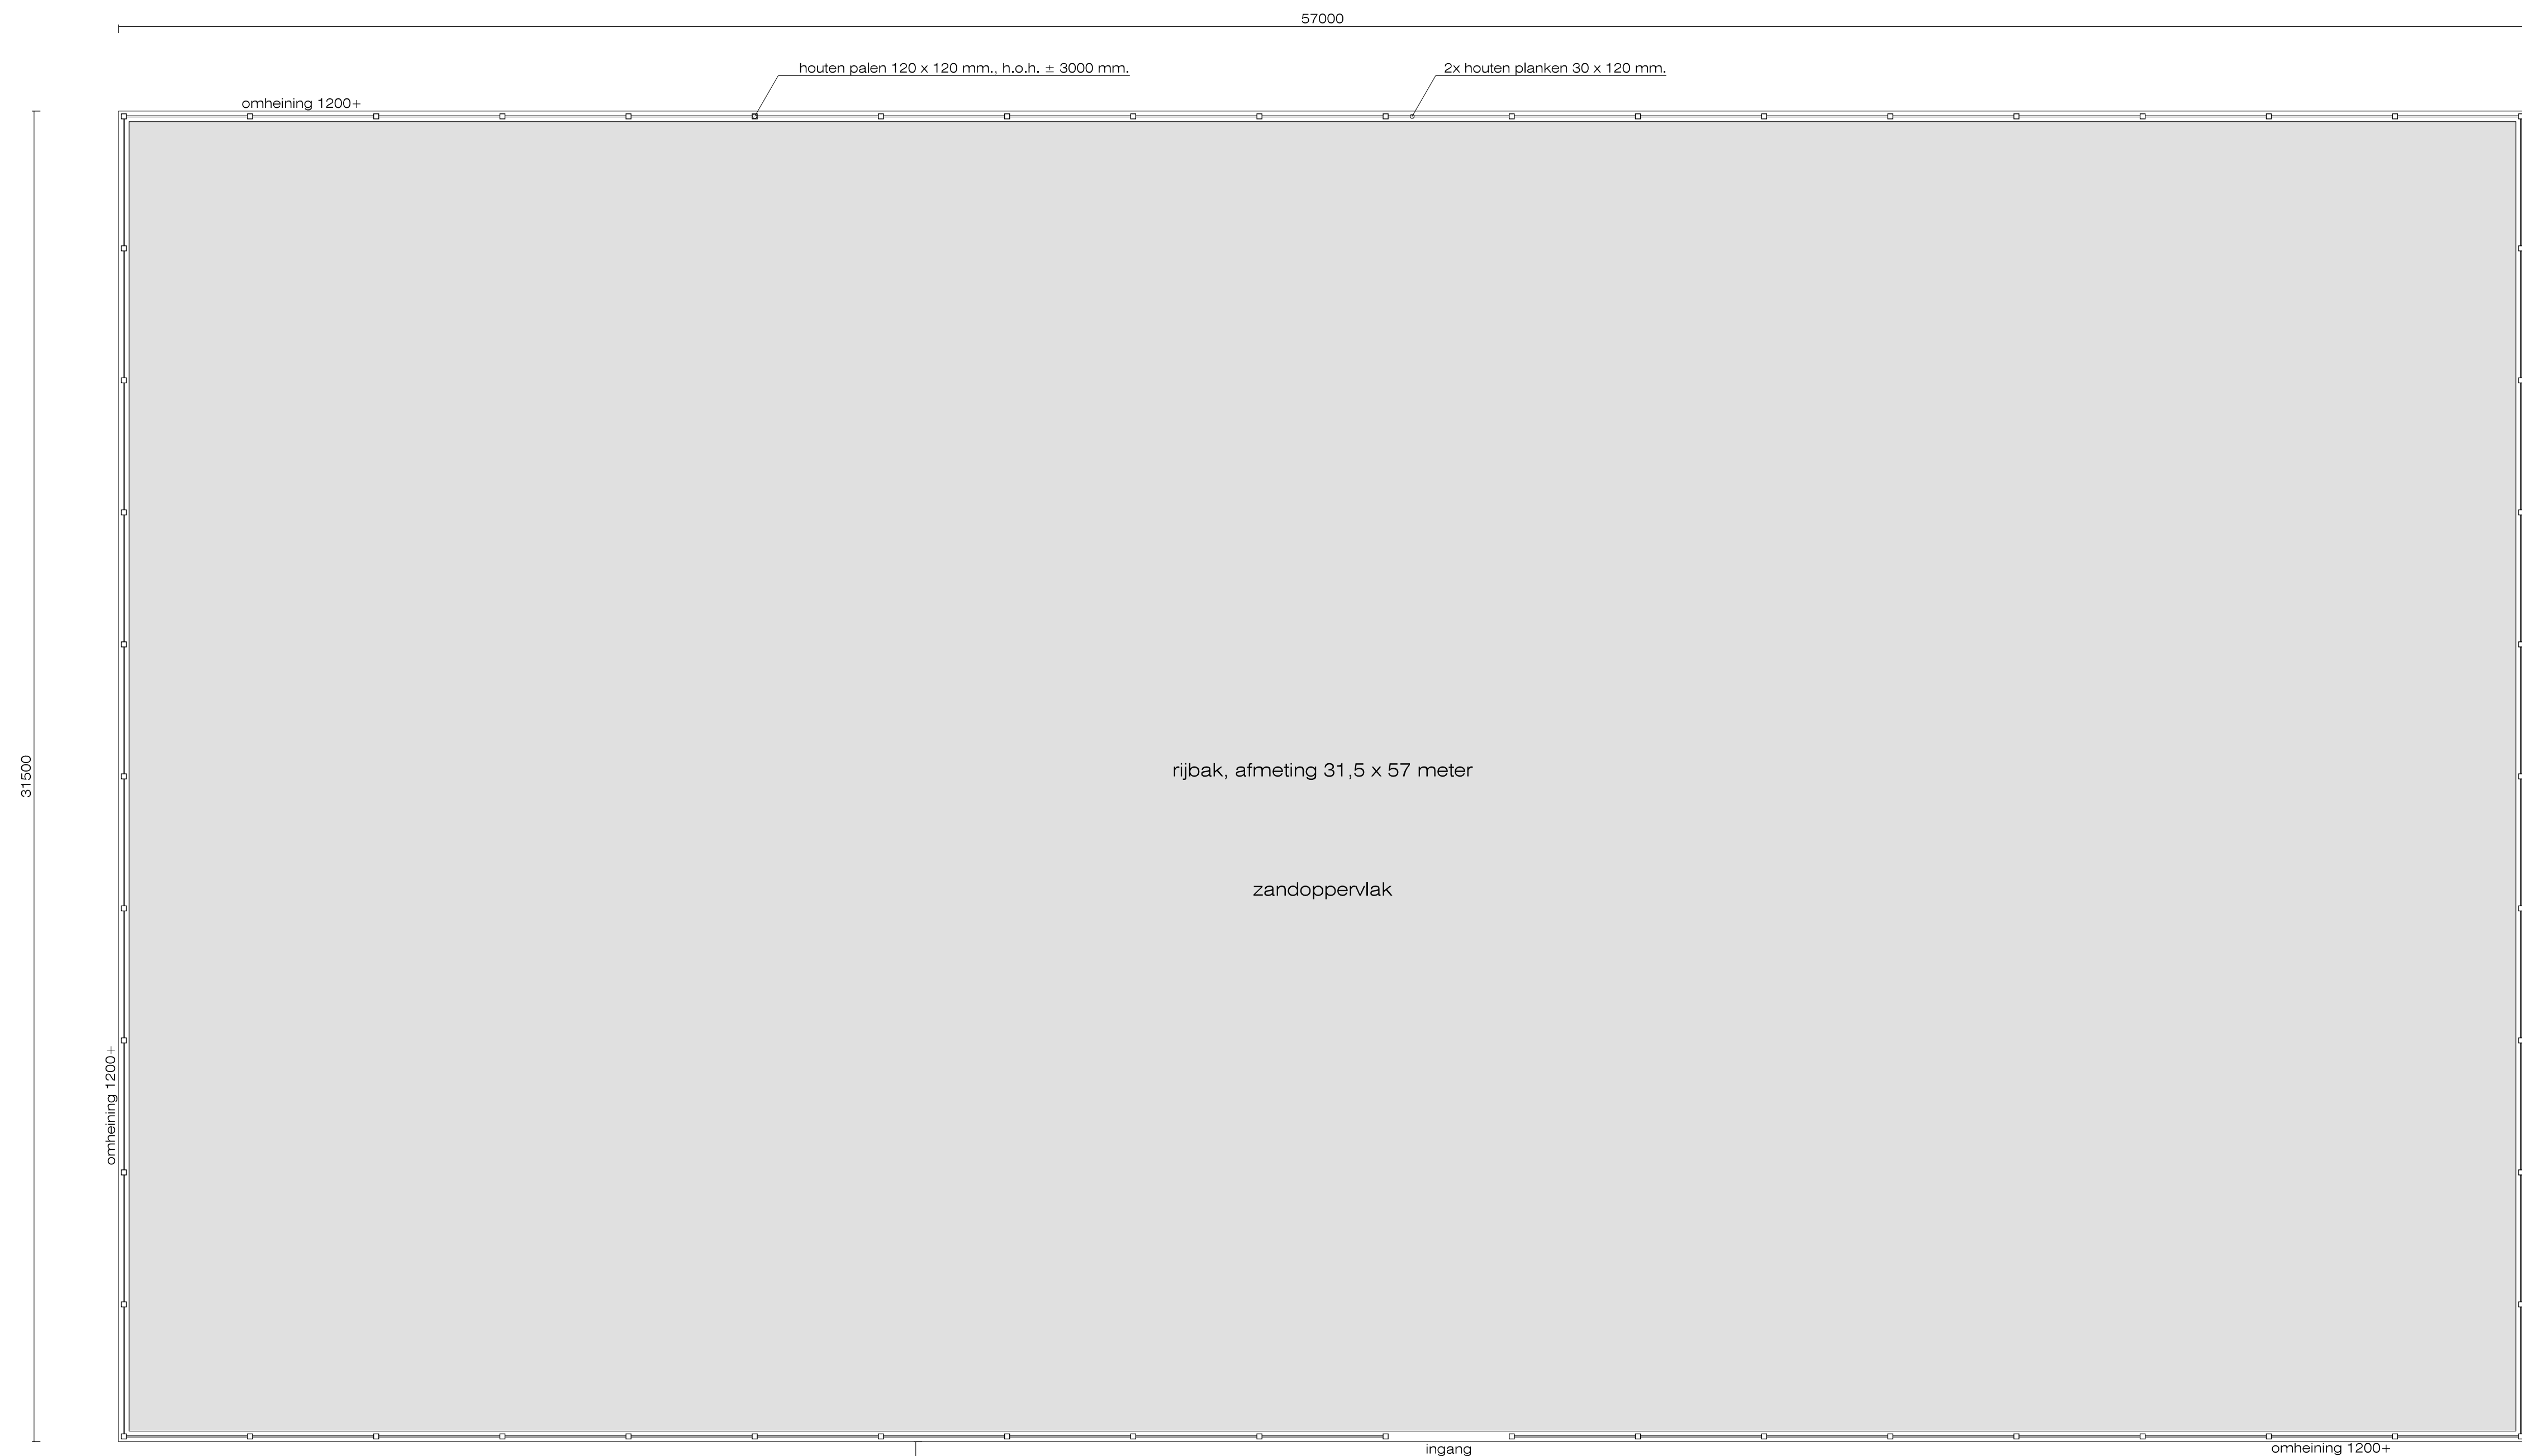 57000
houten palen 120 x 120 mm., h.o.h. ± 3000 mm.
2x houten planken 30 x 120 mm.
omheining 1200+
31500
rijbak, afmeting 31,5 x 57 meter
zandoppervlak
omheining 1200+
ingang
omheining 1200+